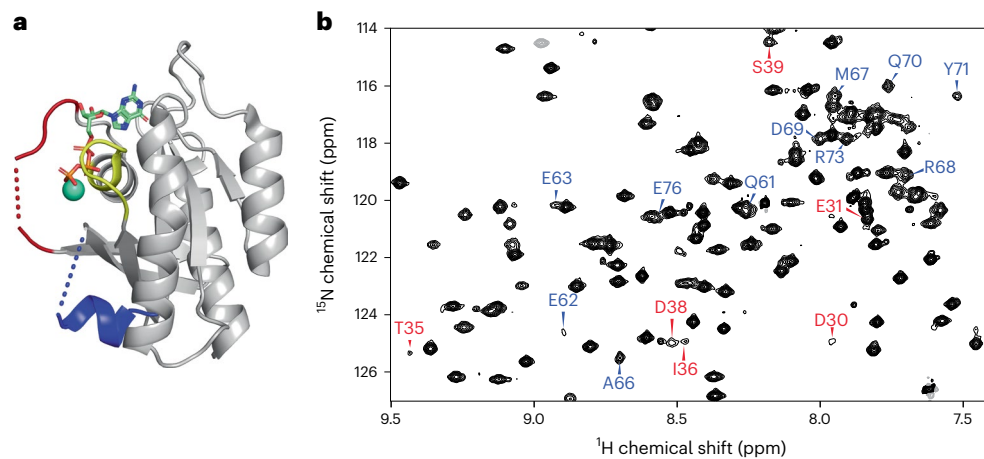 a
b
114
116
118
120
122
124
126
¹⁵N chemical shift (ppm)
S39
M67
Q70
Y71
D69
R73
R68
E63
E76
Q61
E31
E62
D38
D30
T35
I36
A66
9.5
9.0
8.5
8.0
7.5
¹H chemical shift (ppm)